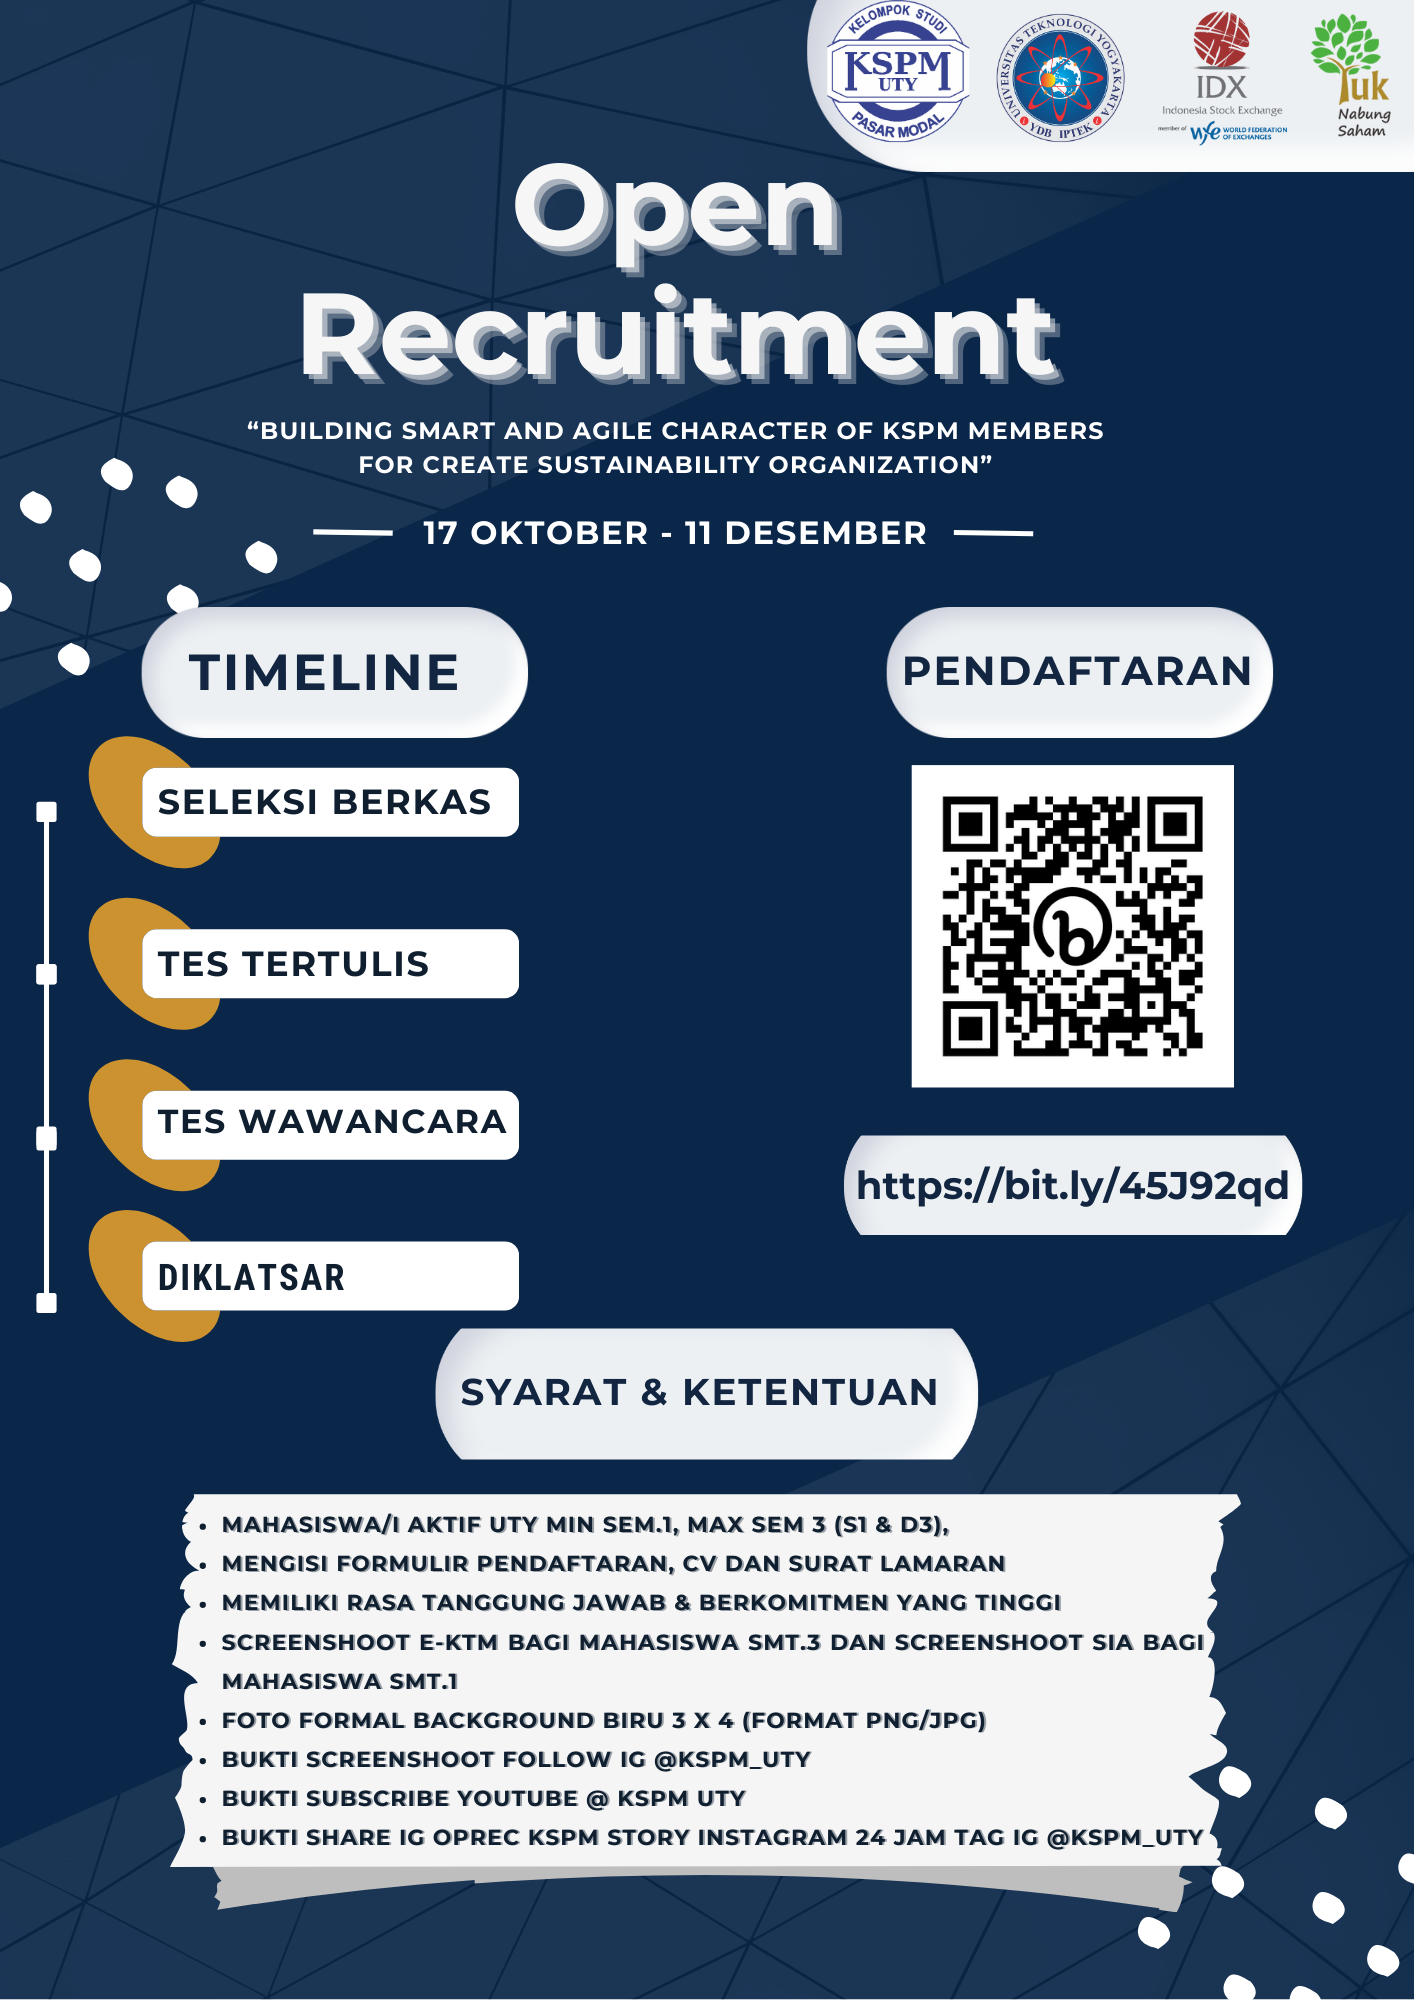 KELOMPOK STUDI
KSPM
UTY
PASAR MODAL
UNIVERSITAS TEKNOLOGI YOGYAKARTA
YDB IPTEK
IDX
Indonesia Stock Exchange
member of wfe WORLD FEDERATION
OF EXCHANGES
Yuk
Nabung
Saham
Open
Recruitment
“BUILDING SMART AND AGILE CHARACTER OF KSPM MEMBERS
FOR CREATE SUSTAINABILITY ORGANIZATION”
17 OKTOBER - 11 DESEMBER
TIMELINE
SELEKSI BERKAS
TES TERTULIS
TES WAWANCARA
DIKLATSAR
PENDAFTARAN
https://bit.ly/45J92qd
SYARAT & KETENTUAN
• MAHASISWA/I AKTIF UTY MIN SEM.1, MAX SEM 3 (S1 & D3),
• MENGISI FORMULIR PENDAFTARAN, CV DAN SURAT LAMARAN
• MEMILIKI RASA TANGGUNG JAWAB & BERKOMITMEN YANG TINGGI
• SCREENSHOOT E-KTM BAGI MAHASISWA SMT.3 DAN SCREENSHOOT SIA BAGI
MAHASISWA SMT.1
• FOTO FORMAL BACKGROUND BIRU 3 X 4 (FORMAT PNG/JPG)
• BUKTI SCREENSHOOT FOLLOW IG @KSPM_UTY
• BUKTI SUBSCRIBE YOUTUBE @ KSPM UTY
• BUKTI SHARE IG OPREC KSPM STORY INSTAGRAM 24 JAM TAG IG @KSPM_UTY